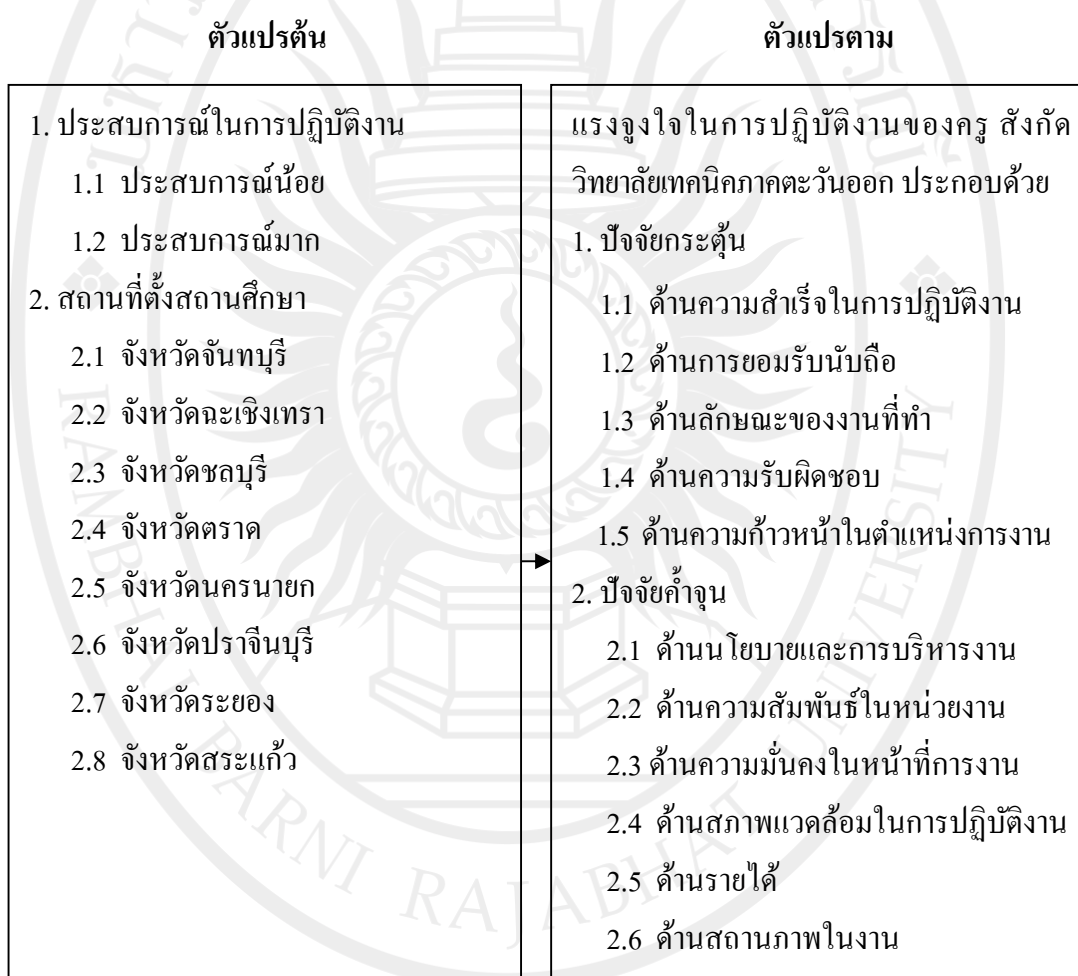 ตัวแปรต้น
1. ประสบการณ์ในการปฏิบัติงาน
1.1 ประสบการณ์น้อย
1.2 ประสบการณ์มาก
2. สถานที่ตั้งสถานศึกษา
2.1 จังหวัดจันทบุรี
2.2 จังหวัดฉะเชิงเทรา
2.3 จังหวัดชลบุรี
2.4 จังหวัดตราด
2.5 จังหวัดนครนายก
2.6 จังหวัดปราจีนบุรี
2.7 จังหวัดระยอง
2.8 จังหวัดสระแก้ว
ตัวแปรตาม
แรงจูงใจในการปฏิบัติงานของครู สังกัด
วิทยาลัยเทคนิคภาคตะวันออก ประกอบด้วย
1. ปัจจัยกระตุ้น
1.1 ด้านความสำเร็จในการปฏิบัติงาน
1.2 ด้านการยอมรับนับถือ
1.3 ด้านลักษณะของงานที่ทำ
1.4 ด้านความรับผิดชอบ
1.5 ด้านความก้าวหน้าในตำแหน่งการงาน
2. ปัจจัยค้ำจุน
2.1 ด้านนโยบายและการบริหารงาน
2.2 ด้านความสัมพันธ์ในหน่วยงาน
2.3 ด้านความมั่นคงในหน้าที่การงาน
2.4 ด้านสภาพแวดล้อมในการปฏิบัติงาน
2.5 ด้านรายได้
2.6 ด้านสถานภาพในงาน
RAMBHAI BARNI RAJABHAT UNIVERSITY